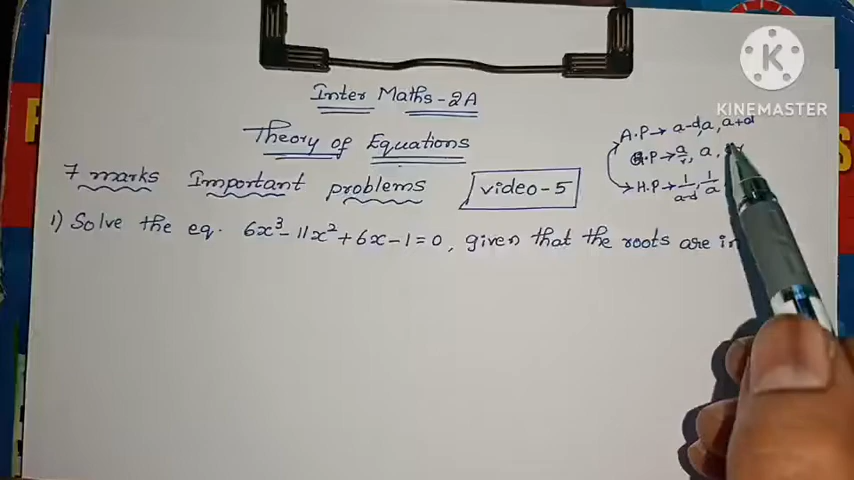 Inter Maths-2A
Theory of Equations
7 marks Important problems video-5
A.P → a-d, a, a+d
G.P → a/r, a,
H.P → 1/a-d, 1/a
1) Solve the eq. 6x³ - 11x² + 6x - 1 = 0, given that the roots are in
K
KINEMASTER